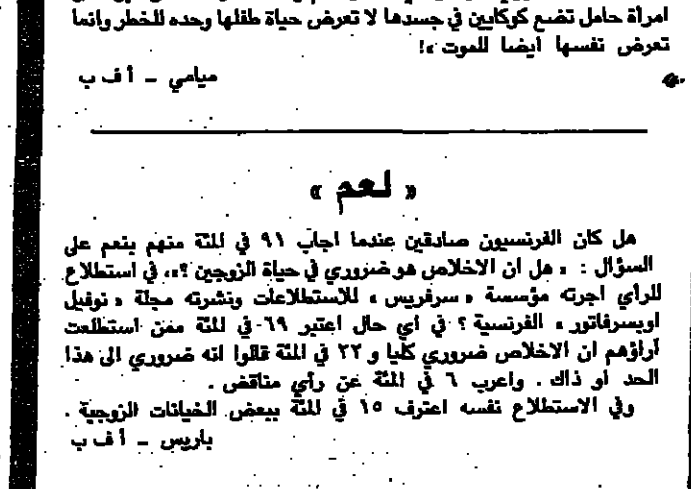 امرأة حامل تضع كوكايين في جسدها لا تعرض حياة طفلها وحده للخطر وانما
تعرض نفسها ايضا للموت »!
ميامي – أ ف ب
« لعم »
هل كان الفرنسيون صادقين عندما اجاب ٩١ في المئة منهم بنعم على
السؤال : « هل ان الاخلاص هو ضروري في حياة الزوجين ؟»، في استطلاع
للرأي اجرته مؤسسة « سرفريس » للاستطلاعات ونشرته مجلة « نوفيل
اوبسرفاتور » الفرنسية ؟ في اي حال اعتبر ٦٩ في المئة ممن استطلعت
آراؤهم ان الاخلاص ضروري كليا و ٢٢ في المئة قالوا انه ضروري الى هذا
الحد او ذاك . واعرب ٦ في المئة عن رأي مناقض .
وفي الاستطلاع نفسه اعترف ١٥ في المئة ببعض الخيانات الزوجية .
باريس – أ ف ب